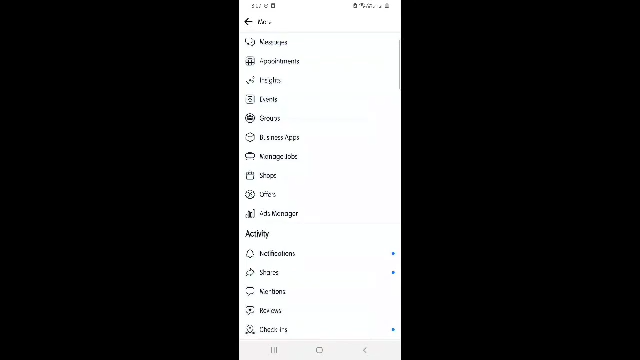 More
Messages
Appointments
Insights
Events
Groups
Business Apps
Manage Jobs
Shops
Offers
Ads Manager
Activity
Notifications
Shares
Mentions
Reviews
Check-ins